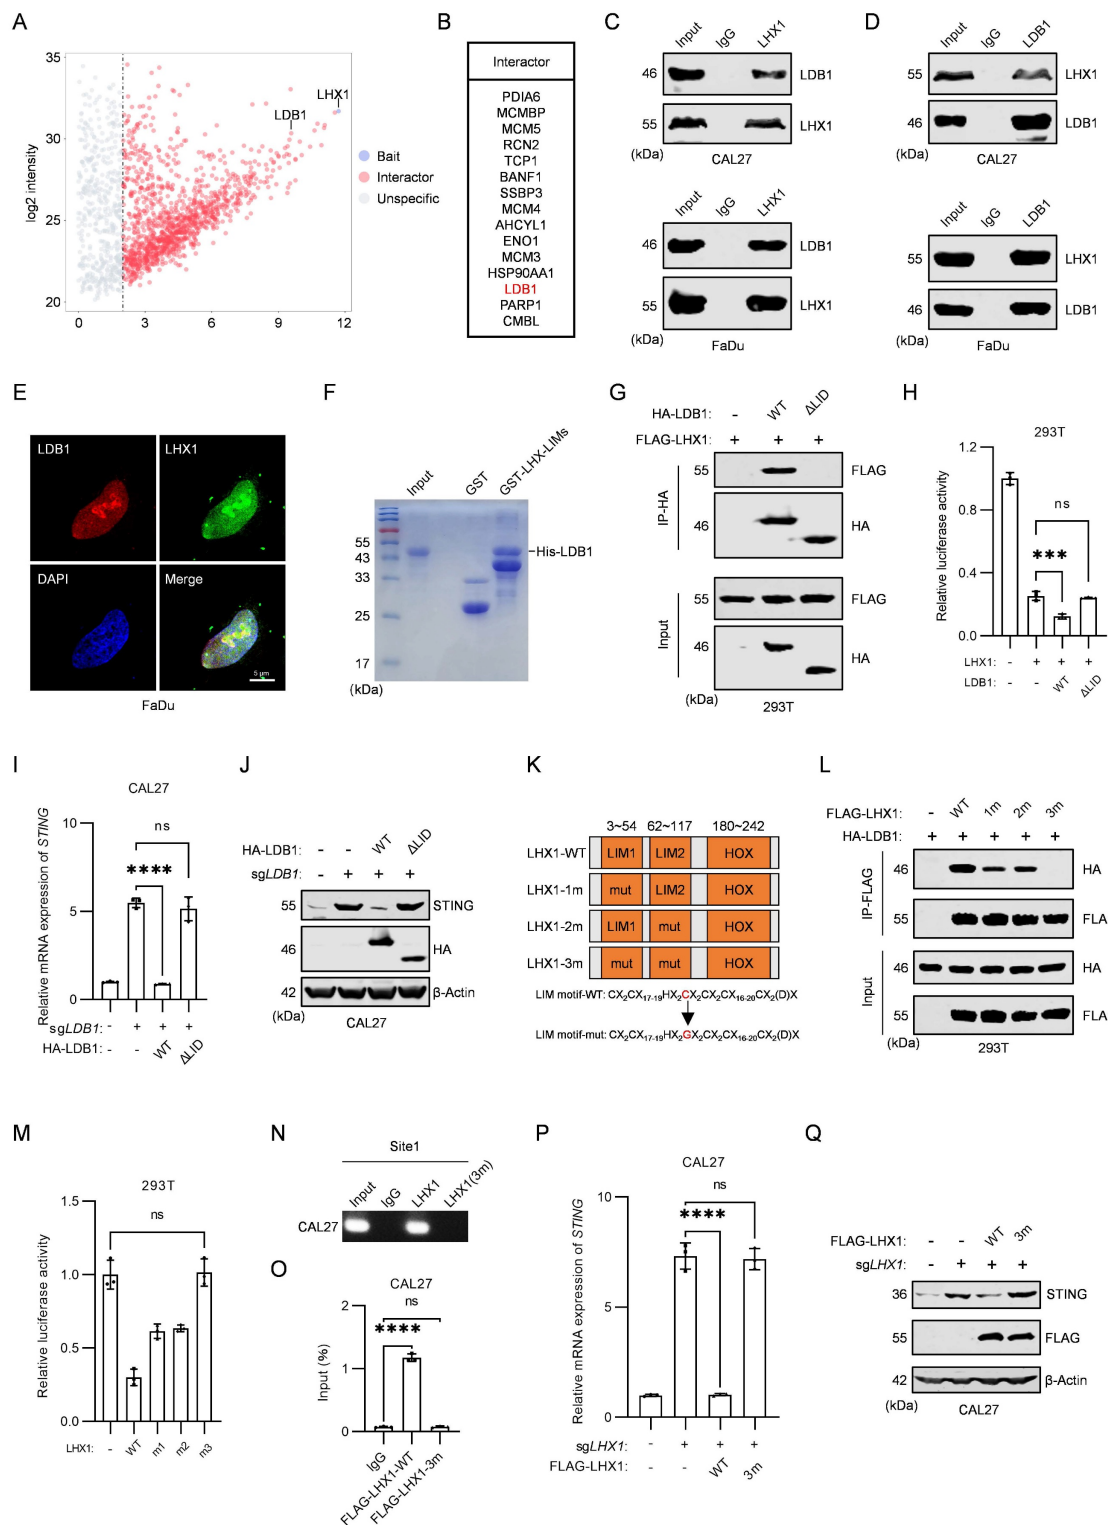 A
35
30
25
20
log2 intensity
0 3 6 9 12
LHX1
LDB1
Bait
Interactor
Unspecific
B
Interactor
PDIA6
MCMBP
MCM5
RCN2
TCP1
BANF1
SSBP3
MCM4
AHCYL1
ENO1
MCM3
HSP90AA1
LDB1
PARP1
CMBL
C
Input IgG LHX1
46 LDB1
55 LHX1
(kDa)
CAL27
Input IgG LHX1
46 LDB1
55 LHX1
(kDa)
FaDu
D
Input IgG LDB1
55 LHX1
46 LDB1
(kDa)
CAL27
Input IgG LDB1
55 LHX1
46 LDB1
(kDa)
FaDu
E
LDB1 LHX1
DAPI Merge
5 μm
FaDu
F
Input GST GST-LHX-LIMs
55
43
33
25
17
(kDa)
His-LDB1
G
HA-LDB1: - WT ΔLID
FLAG-LHX1: + + +
IP-HA
55 FLAG
46 HA
Input
55 FLAG
46 HA
(kDa)
293T
H
293T
Relative luciferase activity
1.2
0.8
0.4
0.0
ns
***
LHX1: - + + +
LDB1: - - WT ΔLID
I
CAL27
Relative mRNA expression of STING
10
5
0
ns
****
sgLDB1: - + + +
HA-LDB1: - - WT ΔLID
J
HA-LDB1: - - WT ΔLID
sgLDB1: - + + +
55 STING
46 HA
42 β-Actin
(kDa)
CAL27
K
3~54 62~117 180~242
LHX1-WT LIM1 LIM2 HOX
LHX1-1m mut LIM2 HOX
LHX1-2m LIM1 mut HOX
LHX1-3m mut mut HOX
LIM motif-WT: CX2CX17-19HX2CX2CX2CX16-20CX2(D)X
LIM motif-mut: CX2CX17-19HX2GX2CX2CX16-20CX2(D)X
L
FLAG-LHX1: - WT 1m 2m 3m
HA-LDB1: + + + + +
IP-FLAG
46 HA
55 FLA
Input
46 HA
55 FLA
(kDa)
293T
M
293T
Relative luciferase activity
1.5
1.0
0.5
0.0
ns
LHX1: - WT m1 m2 m3
N
Site1
Input IgG LHX1 LHX1(3m)
CAL27
O
CAL27
Input (%)
2
1
0
ns
****
IgG
FLAG-LHX1-WT
FLAG-LHX1-3m
P
CAL27
Relative mRNA expression of STING
10
5
0
ns
****
sgLHX1: - + + +
FLAG-LHX1: - - WT 3m
Q
FLAG-LHX1: - - WT 3m
sgLHX1: - + + +
36 STING
55 FLAG
42 β-Actin
(kDa)
CAL27